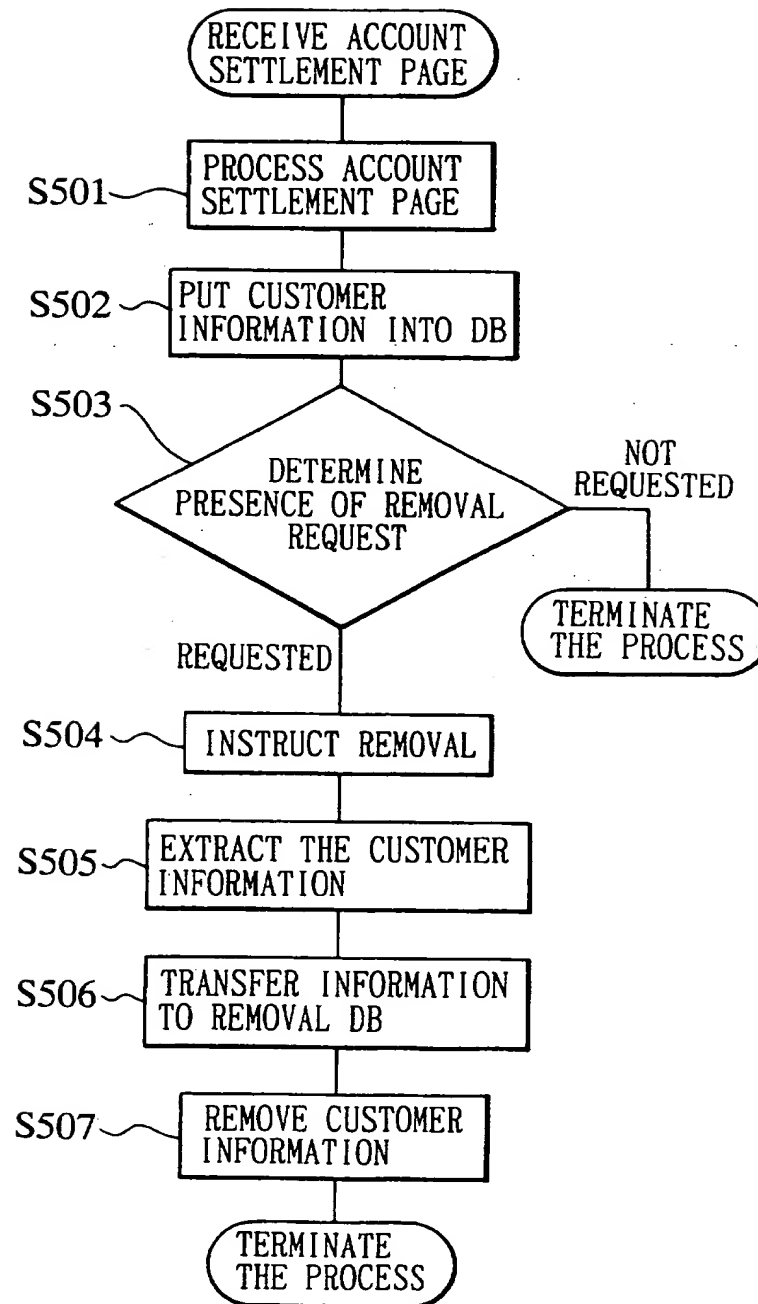 RECEIVE ACCOUNT
SETTLEMENT PAGE
S501
PROCESS ACCOUNT
SETTLEMENT PAGE
S502
PUT CUSTOMER
INFORMATION INTO DB
S503
DETERMINE
PRESENCE OF REMOVAL
REQUEST
NOT
REQUESTED
TERMINATE
THE PROCESS
REQUESTED
S504
INSTRUCT REMOVAL
S505
EXTRACT THE CUSTOMER
INFORMATION
S506
TRANSFER INFORMATION
TO REMOVAL DB
S507
REMOVE CUSTOMER
INFORMATION
TERMINATE
THE PROCESS